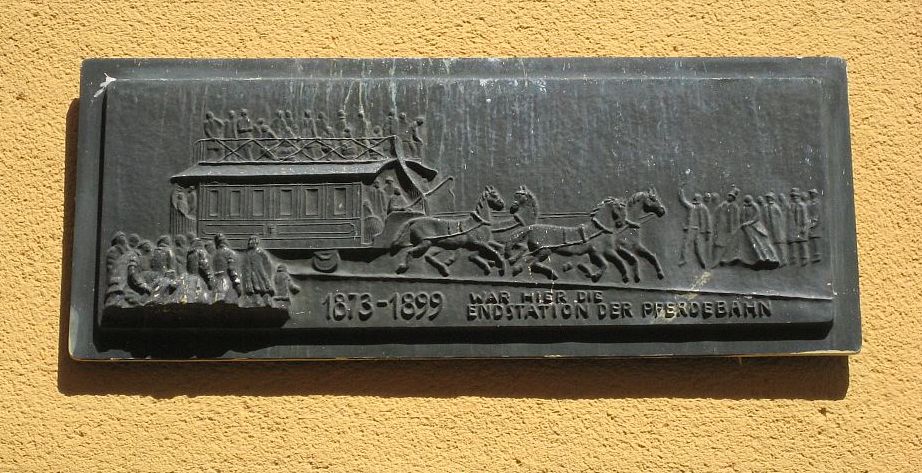 1873-1899
WAR HIER DIE
ENDSTATION DER PFERDEBAHN